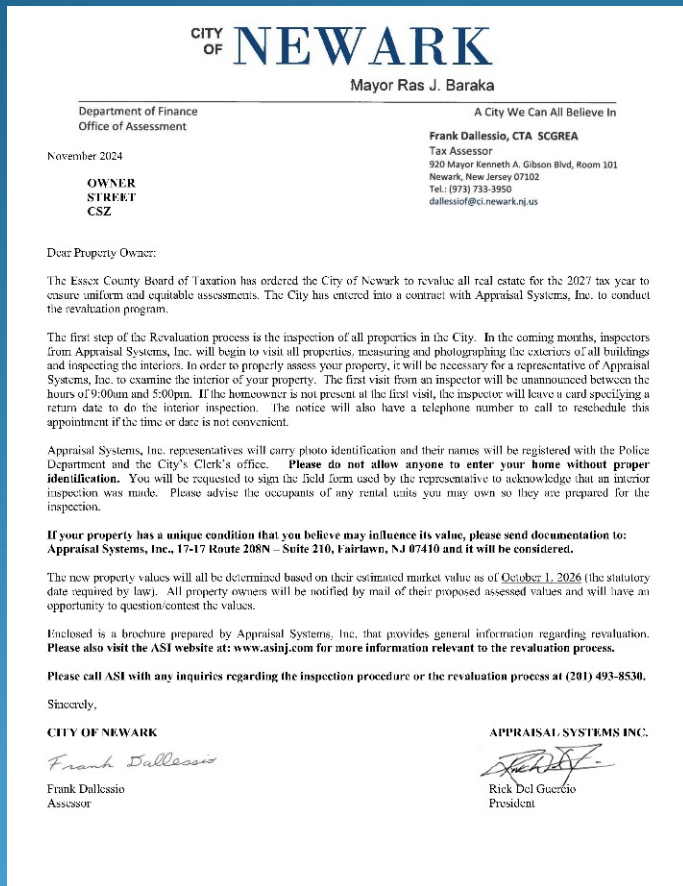 CITY OF NEWARK
Mayor Ras J. Baraka
Department of Finance
Office of Assessment
A City We Can All Believe In
Frank Dallessio, CTA SCGREA
Tax Assessor
920 Mayor Kenneth A. Gibson Blvd, Room 101
Newark, New Jersey 07102
Tel.: (973) 733-3950
dallessiof@ci.newark.nj.us
November 2024
OWNER
STREET
CSZ
Dear Property Owner:
The Essex County Board of Taxation has ordered the City of Newark to revalue all real estate for the 2027 tax year to
ensure uniform and equitable assessments. The City has entered into a contract with Appraisal Systems, Inc. to conduct
the revaluation program.
The first step of the Revaluation process is the inspection of all properties in the City. In the coming months, inspectors
from Appraisal Systems, Inc. will begin to visit all properties, measuring and photographing the exteriors of all buildings
and inspecting the interiors. In order to properly assess your property, it will be necessary for a representative of Appraisal
Systems, Inc. to examine the interior of your property. The first visit from an inspector will be unannounced between the
hours of 9:00am and 5:00pm. If the homeowner is not present at the first visit, the inspector will leave a card specifying a
return date to do the interior inspection. The notice will also have a telephone number to call to reschedule this
appointment if the time or date is not convenient.
Appraisal Systems, Inc. representatives will carry photo identification and their names will be registered with the Police
Department and the City's Clerk's office. Please do not allow anyone to enter your home without proper
identification. You will be requested to sign the field form used by the representative to acknowledge that an interior
inspection was made. Please advise the occupants of any rental units you may own so they are prepared for the
inspection.
If your property has a unique condition that you believe may influence its value, please send documentation to:
Appraisal Systems, Inc., 17-17 Route 208N – Suite 210, Fairlawn, NJ 07410 and it will be considered.
The new property values will all be determined based on their estimated market value as of October 1, 2026 (the statutory
date required by law). All property owners will be notified by mail of their proposed assessed values and will have an
opportunity to question/contest the values.
Enclosed is a brochure prepared by Appraisal Systems, Inc. that provides general information regarding revaluation.
Please also visit the ASI website at: www.asinj.com for more information relevant to the revaluation process.
Please call ASI with any inquiries regarding the inspection procedure or the revaluation process at (201) 493-8530.
Sincerely,
CITY OF NEWARK
APPRAISAL SYSTEMS INC.
Frank Dallessio
Frank Dallessio
Assessor
Rick Del Guercio
President